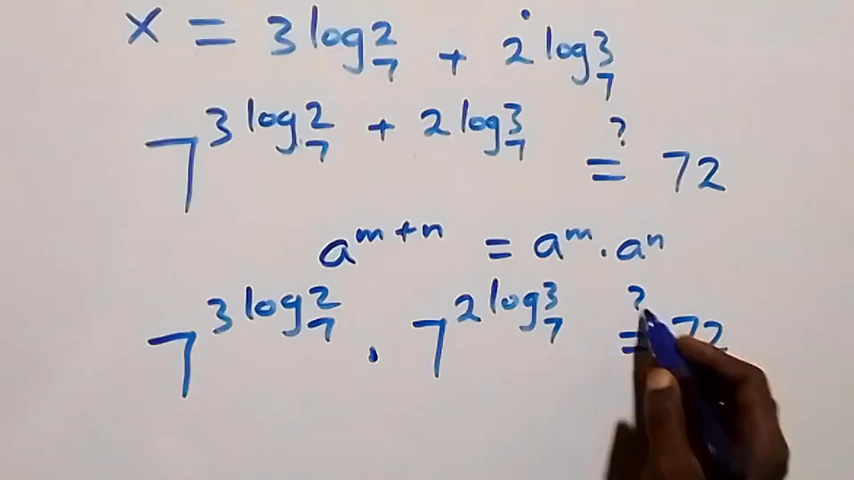 x = 3 log₇2 + 2 log₇3
7^(3 log₇2 + 2 log₇3) ≟ 72
a^(m+n) = a^m · a^n
7^(3 log₇2) · 7^(2 log₇3) ≟ 72